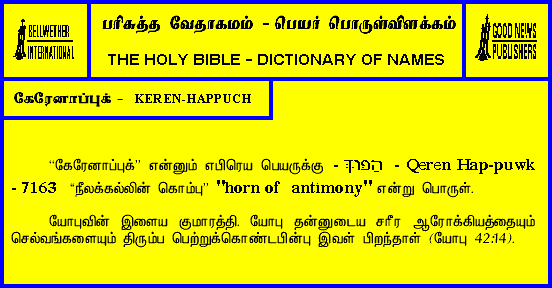 BELLWETHER
INTERNATIONAL
பரிசுத்த வேதாகமம் - பெயர் பொருள்விளக்கம்
THE HOLY BIBLE - DICTIONARY OF NAMES
GOOD NEWS
PUBLISHERS
கேரேனாப்புக் - KEREN-HAPPUCH
“கேரேனாப்புக்” என்னும் எபிரெய பெயருக்கு - הפוך - Qeren Hap-puwk
- 7163 “நீலக்கல்லின் கொம்பு” "horn of antimony" என்று பொருள்.
யோபுவின் இளைய குமாரத்தி. யோபு தன்னுடைய சரீர ஆரோக்கியத்தையும்
செல்வங்களையும் திரும்ப பெற்றுக்கொண்டபின்பு இவள் பிறந்தாள் (யோபு 42:14).